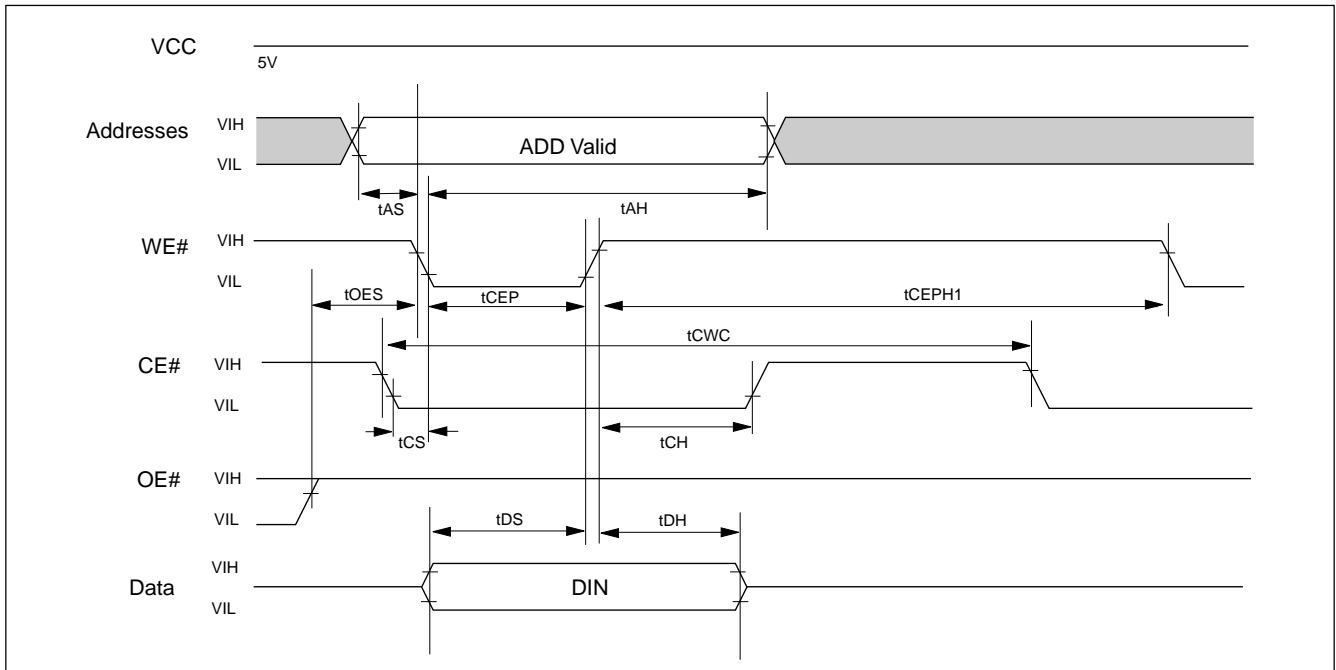 VCC
5V
Addresses
VIH
VIL
ADD Valid
tAS
tAH
WE#
VIH
VIL
tOES
tCEP
tCEPH1
tCWC
CE#
VIH
VIL
tCS
tCH
OE#
VIH
VIL
tDS
tDH
Data
VIH
VIL
DIN